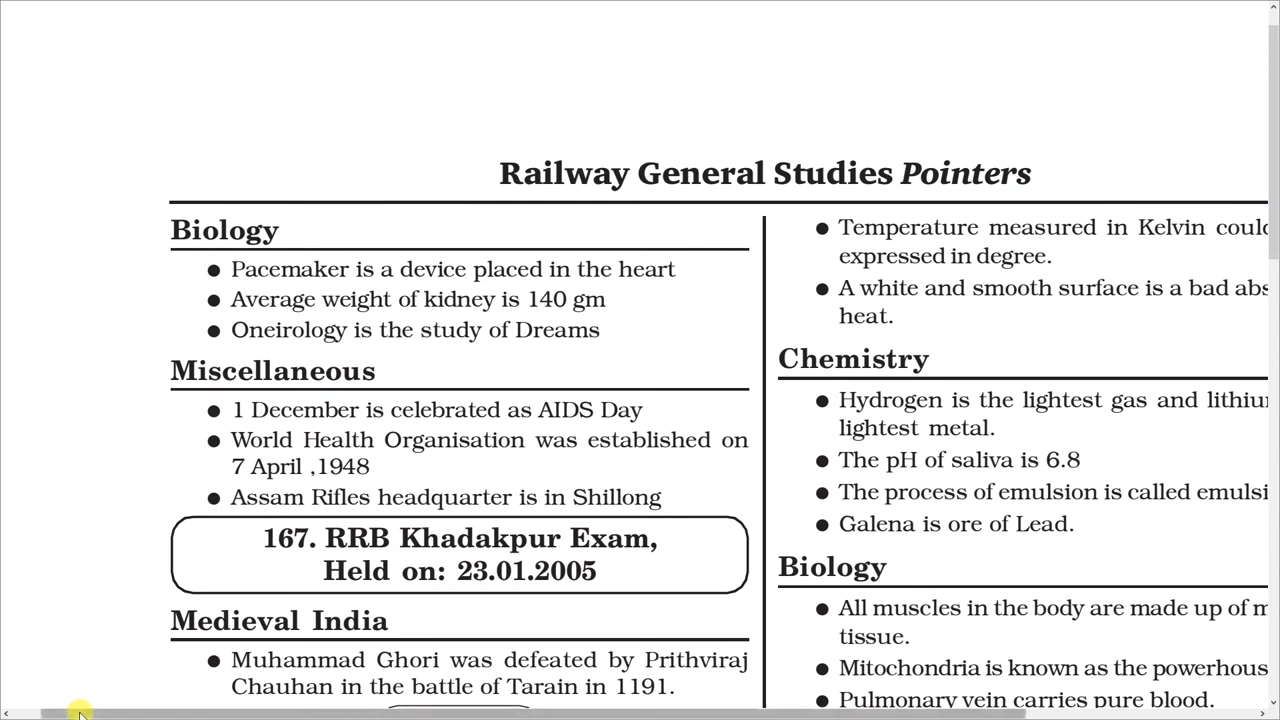 Railway General Studies Pointers
Biology
● Pacemaker is a device placed in the heart
● Average weight of kidney is 140 gm
● Oneirology is the study of Dreams
Miscellaneous
● 1 December is celebrated as AIDS Day
● World Health Organisation was established on
7 April ,1948
● Assam Rifles headquarter is in Shillong
167. RRB Khadakpur Exam,
Held on: 23.01.2005
Medieval India
● Muhammad Ghori was defeated by Prithviraj
Chauhan in the battle of Tarain in 1191.
● Temperature measured in Kelvin
expressed in degree.
● A white and smooth surface is a bad
heat.
Chemistry
● Hydrogen is the lightest gas and
lightest metal.
● The pH of saliva is 6.8
● The process of emulsion is called
● Galena is ore of Lead.
Biology
● All muscles in the body are made up of
tissue.
● Mitochondria is known as the
● Pulmonary vein carries pure blood.